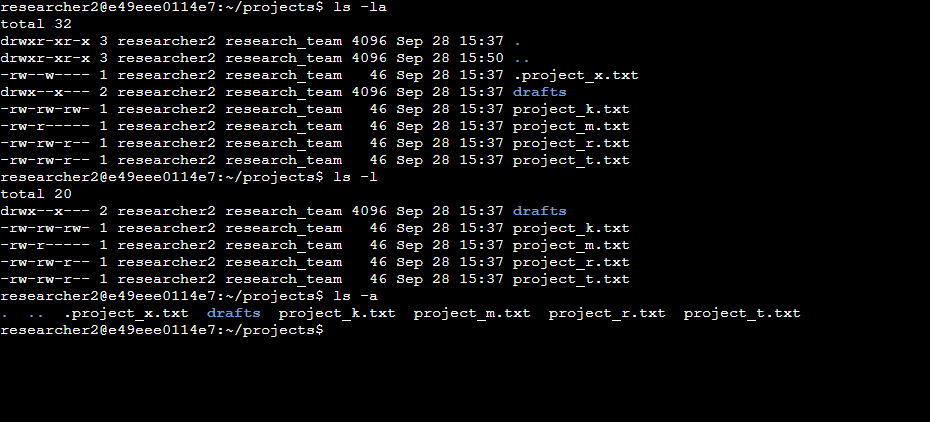 researcher2@e49eee0114e7:~/projects$ ls -la
total 32
drwxr-xr-x 3 researcher2 research_team 4096 Sep 28 15:37 .
drwxr-xr-x 3 researcher2 research_team 4096 Sep 28 15:50 ..
-rw--w---- 1 researcher2 research_team   46 Sep 28 15:37 .project_x.txt
drwx--x--- 2 researcher2 research_team 4096 Sep 28 15:37 drafts
-rw-rw-rw- 1 researcher2 research_team   46 Sep 28 15:37 project_k.txt
-rw-r----- 1 researcher2 research_team   46 Sep 28 15:37 project_m.txt
-rw-rw-r-- 1 researcher2 research_team   46 Sep 28 15:37 project_r.txt
-rw-rw-r-- 1 researcher2 research_team   46 Sep 28 15:37 project_t.txt
researcher2@e49eee0114e7:~/projects$ ls -l
total 20
drwx--x--- 2 researcher2 research_team 4096 Sep 28 15:37 drafts
-rw-rw-rw- 1 researcher2 research_team   46 Sep 28 15:37 project_k.txt
-rw-r----- 1 researcher2 research_team   46 Sep 28 15:37 project_m.txt
-rw-rw-r-- 1 researcher2 research_team   46 Sep 28 15:37 project_r.txt
-rw-rw-r-- 1 researcher2 research_team   46 Sep 28 15:37 project_t.txt
researcher2@e49eee0114e7:~/projects$ ls -a
.  ..  .project_x.txt  drafts  project_k.txt  project_m.txt  project_r.txt  project_t.txt
researcher2@e49eee0114e7:~/projects$